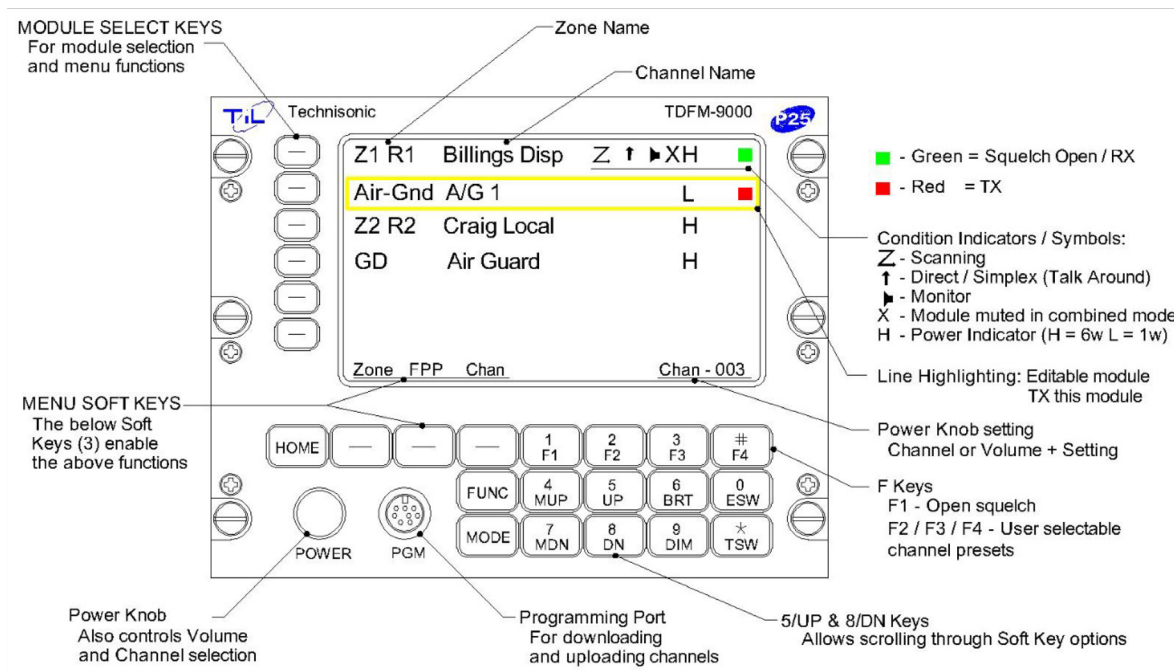 MODULE SELECT KEYS
For module selection
and menu functions
Zone Name
Channel Name
TiL Technisonic TDFM-9000 P25
Z1 R1 Billings Disp Z ↑ XH
Air-Gnd A/G 1 L
Z2 R2 Craig Local H
GD Air Guard H
Zone FPP Chan Chan - 003
- Green = Squelch Open / RX
- Red = TX
Condition Indicators / Symbols:
Z - Scanning
↑ - Direct / Simplex (Talk Around)
- Monitor
X - Module muted in combined mode
H - Power Indicator (H = 6w L = 1w)
Line Highlighting: Editable module
TX this module
MENU SOFT KEYS
The below Soft
Keys (3) enable
the above functions
Power Knob setting
Channel or Volume + Setting
F Keys
F1 - Open squelch
F2 / F3 / F4 - User selectable
channel presets
HOME — — — 1 2 3 #
F1 F2 F3 F4
FUNC 4 5 6 0
MUP UP BRT ESW
MODE 7 8 9 *
MDN DN DIM TSW
POWER PGM
Power Knob
Also controls Volume
and Channel selection
Programming Port
For downloading
and uploading channels
5/UP & 8/DN Keys
Allows scrolling through Soft Key options